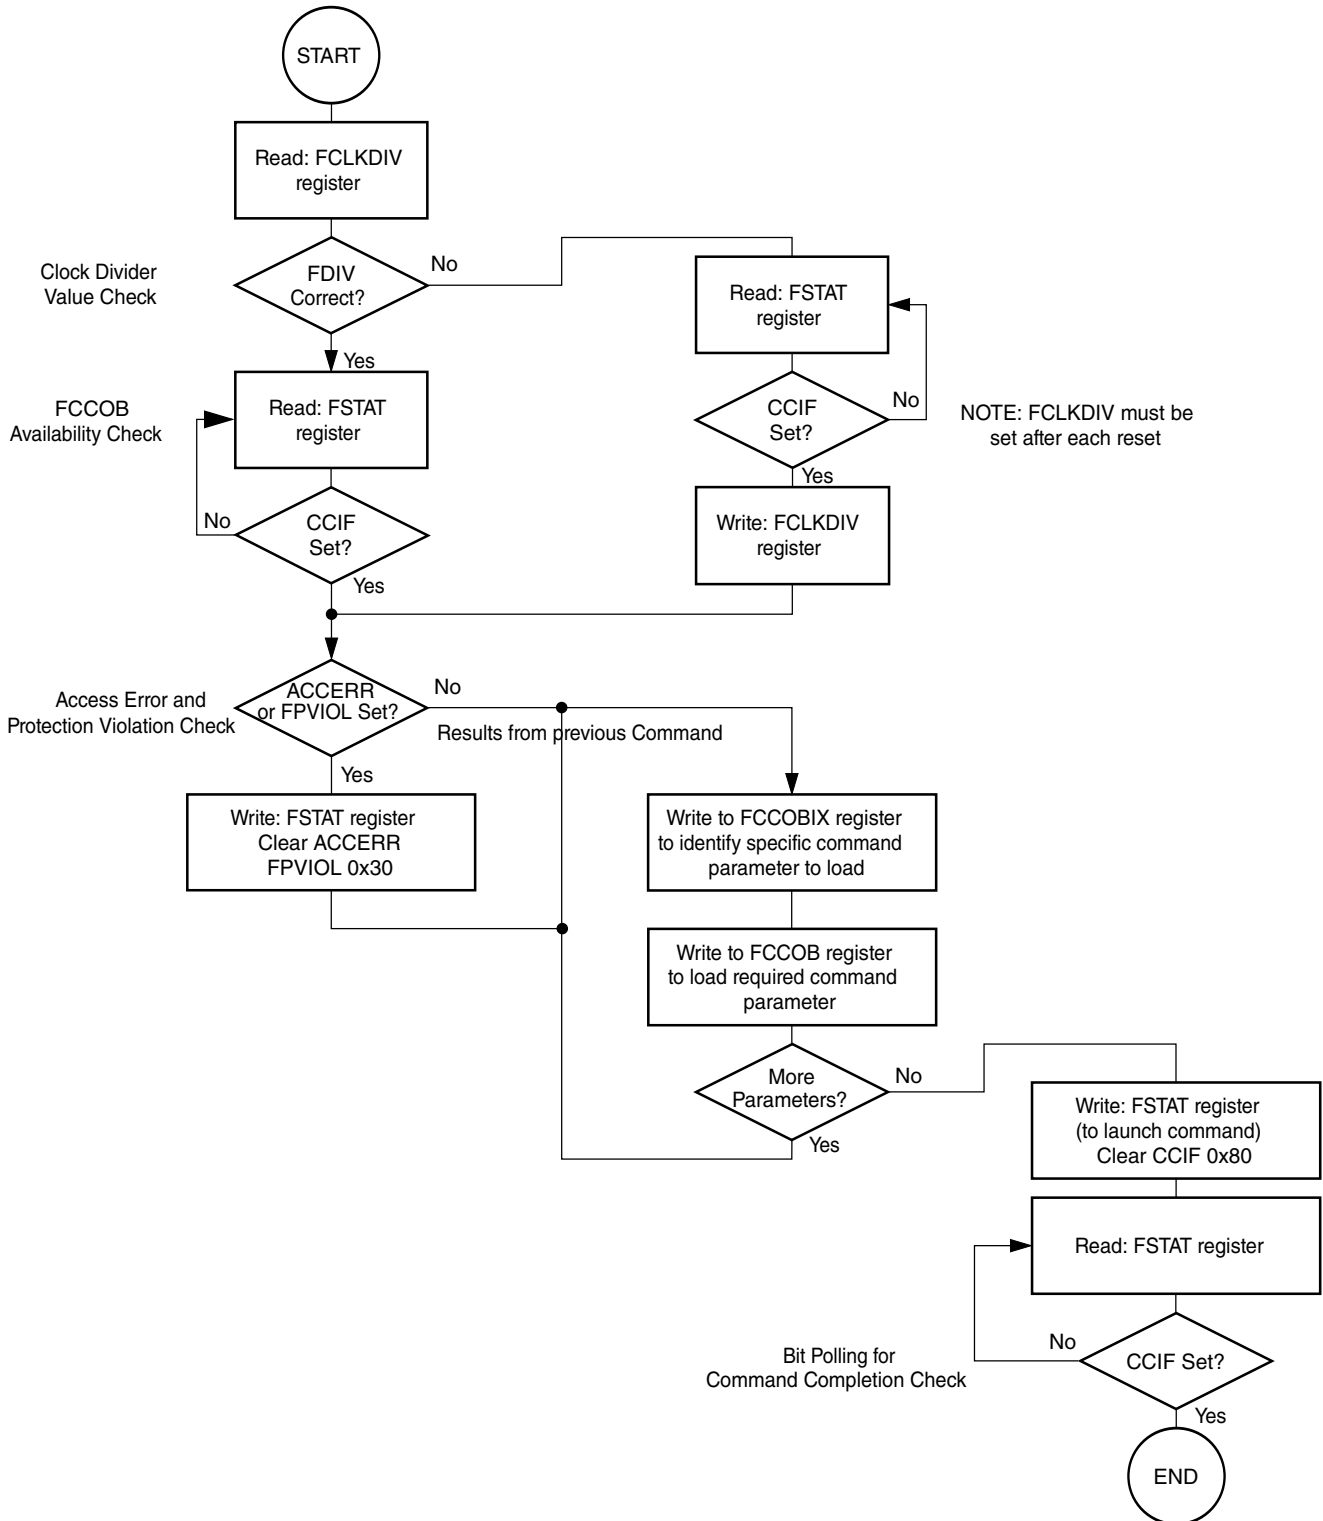 START
Read: FCLKDIV
register
Clock Divider
Value Check
FDIV
Correct?
No
Yes
Read: FSTAT
register
CCIF
Set?
No
Yes
NOTE: FCLKDIV must be
set after each reset
Write: FCLKDIV
register
FCCOB
Availability Check
Read: FSTAT
register
CCIF
Set?
No
Yes
Access Error and
Protection Violation Check
ACCERR
or FPVIOL Set?
No
Results from previous Command
Yes
Write: FSTAT register
Clear ACCERR
FPVIOL 0x30
Write to FCCOBIX register
to identify specific command
parameter to load
Write to FCCOB register
to load required command
parameter
More
Parameters?
No
Yes
Write: FSTAT register
(to launch command)
Clear CCIF 0x80
Read: FSTAT register
Bit Polling for
Command Completion Check
No
CCIF Set?
Yes
END